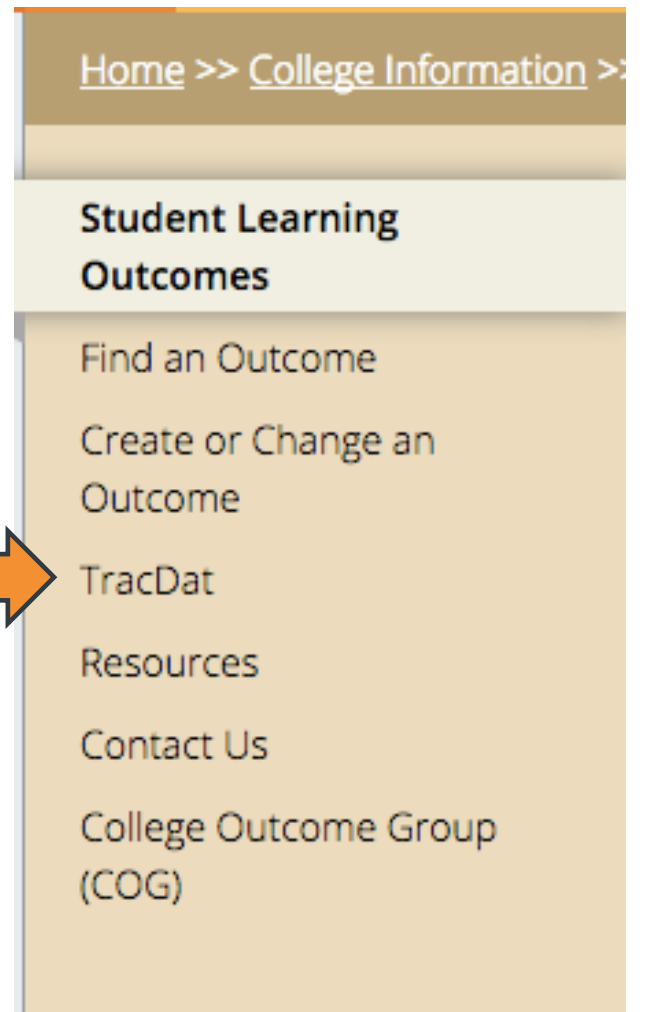 Home >> College Information >>
Student Learning
Outcomes
Find an Outcome
Create or Change an
Outcome
TracDat
Resources
Contact Us
College Outcome Group
(COG)